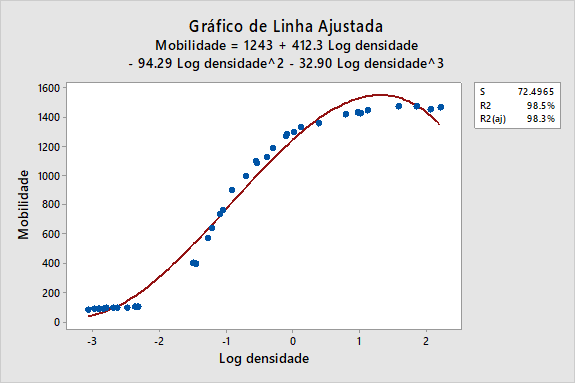 Gráfico de Linha Ajustada
Mobilidade = 1243 + 412.3 Log densidade
- 94.29 Log densidade^2 - 32.90 Log densidade^3
S 72.4965
R2 98.5%
R2(aj) 98.3%
Mobilidade
1600
1400
1200
1000
800
600
400
200
0
-3 -2 -1 0 1 2
Log densidade